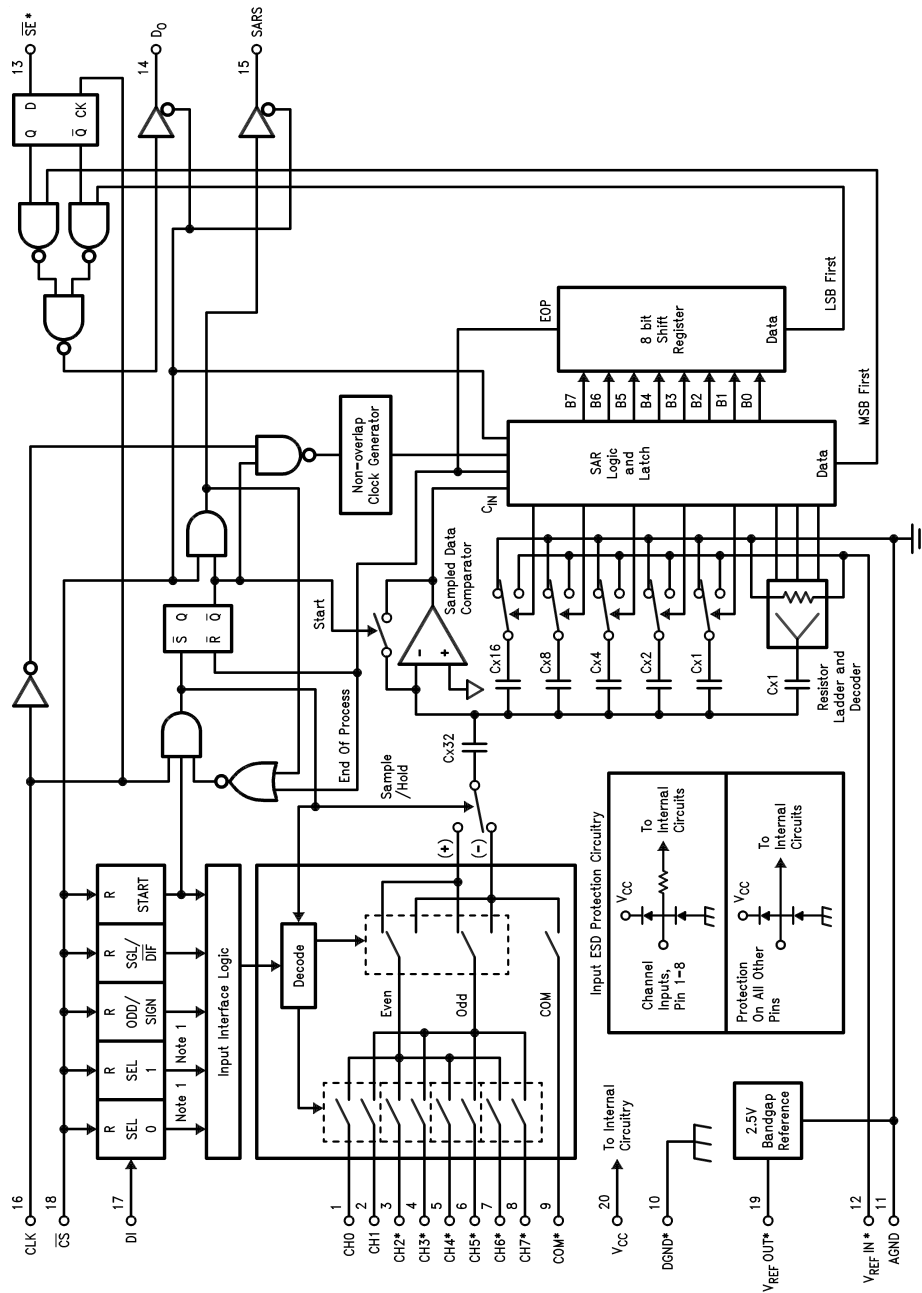 CLK
16
CS
18
DI
17
R
SEL
0
R
SEL
1
R
ODD/
SIGN
R
SGL/
DIF
R
START
Note 1
Note 1
Input Interface Logic
Decode
CH0
1
CH1
2
CH2*
3
CH3*
4
CH4*
5
CH5*
6
CH6*
7
CH7*
8
COM*
9
Even
Odd
COM
(+)
(-)
Sample
/Hold
End Of Process
Start
S
Q
R
Q
Cx32
-
+
Sampled Data
Comparator
Non-overlap
Clock Generator
CIN
SAR
Logic
and
Latch
Data
B7
B6
B5
B4
B3
B2
B1
B0
EOP
8 bit
Shift
Register
Data
LSB First
MSB First
Cx16
Cx8
Cx4
Cx2
Cx1
Cx1
Resistor
Ladder and
Decoder
Q
D
Q
CK
13
SE*
14
DO
15
SARS
VCC
20
To Internal
Circuitry
DGND*
10
VREF OUT*
19
2.5V
Bandgap
Reference
VREF IN*
12
AGND
11
Input ESD Protection Circuitry
VCC
Channel
Inputs,
Pin 1-8
To
Internal
Circuits
VCC
Protection
On All Other
Pins
To
Internal
Circuits